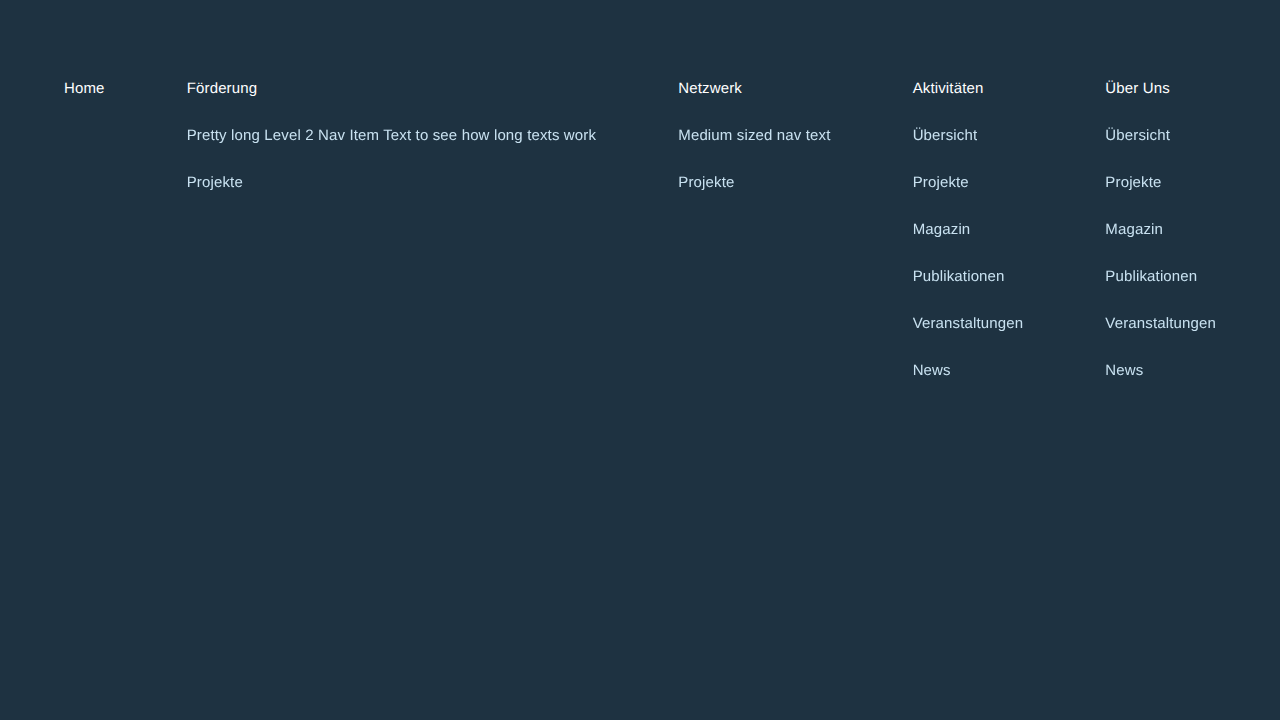 Home
Förderung
Pretty long Level 2 Nav Item Text to see how long texts work
Projekte
Netzwerk
Medium sized nav text
Projekte
Aktivitäten
Übersicht
Projekte
Magazin
Publikationen
Veranstaltungen
News
Über Uns
Übersicht
Projekte
Magazin
Publikationen
Veranstaltungen
News